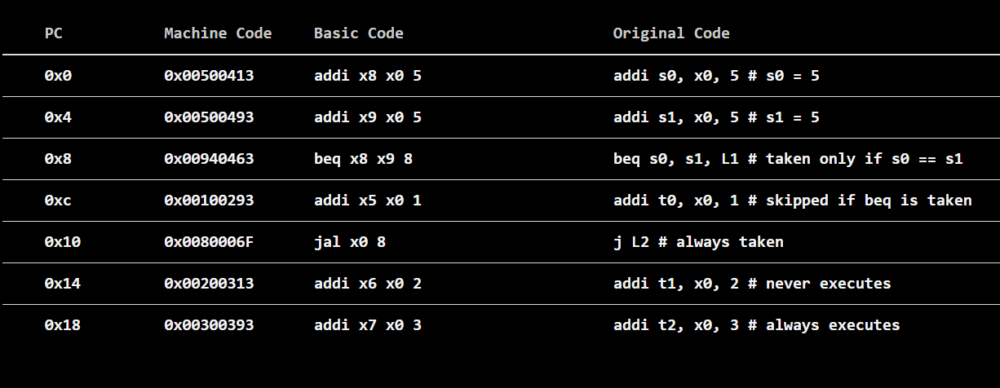 PC Machine Code Basic Code Original Code
0x0 0x00500413 addi x8 x0 5 addi s0, x0, 5 # s0 = 5
0x4 0x00500493 addi x9 x0 5 addi s1, x0, 5 # s1 = 5
0x8 0x00940463 beq x8 x9 8 beq s0, s1, L1 # taken only if s0 == s1
0xc 0x00100293 addi x5 x0 1 addi t0, x0, 1 # skipped if beq is taken
0x10 0x0080006F jal x0 8 j L2 # always taken
0x14 0x00200313 addi x6 x0 2 addi t1, x0, 2 # never executes
0x18 0x00300393 addi x7 x0 3 addi t2, x0, 3 # always executes